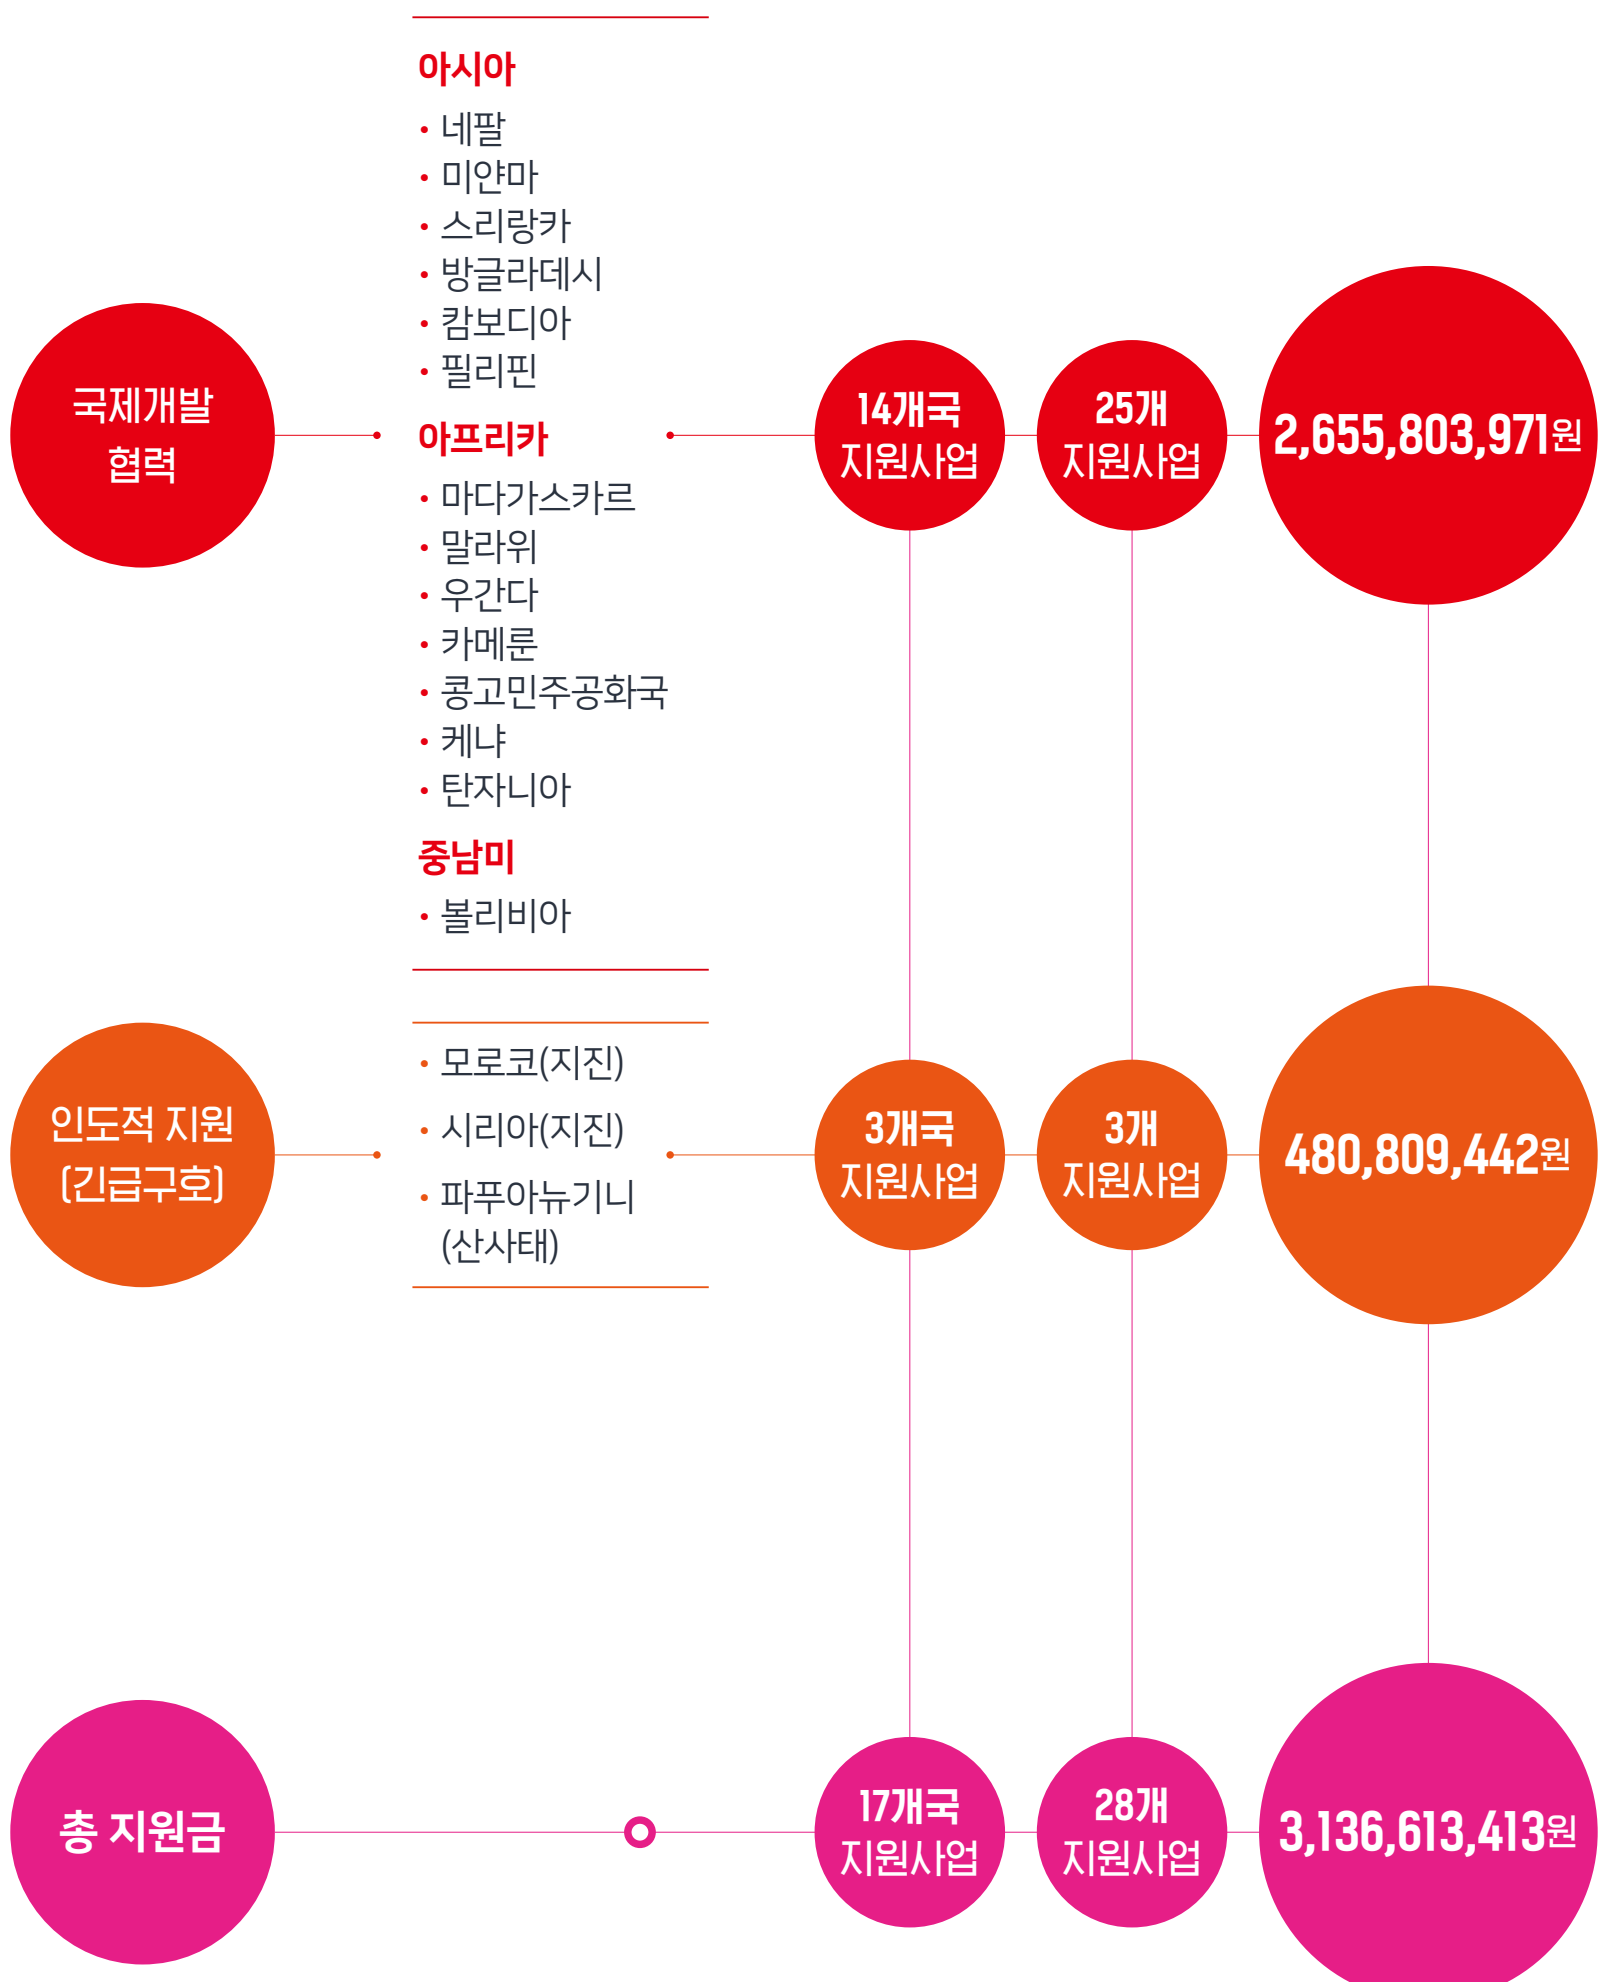 국제개발
협력
아시아
• 네팔
• 미얀마
• 스리랑카
• 방글라데시
• 캄보디아
• 필리핀
아프리카
• 마다가스카르
• 말라위
• 우간다
• 카메룬
• 콩고민주공화국
• 케냐
• 탄자니아
중남미
• 볼리비아
14개국
지원사업
25개
지원사업
2,655,803,971원
인도적 지원
(긴급구호)
• 모로코(지진)
• 시리아(지진)
• 파푸아뉴기니
(산사태)
3개국
지원사업
3개
지원사업
480,809,442원
총 지원금
17개국
지원사업
28개
지원사업
3,136,613,413원